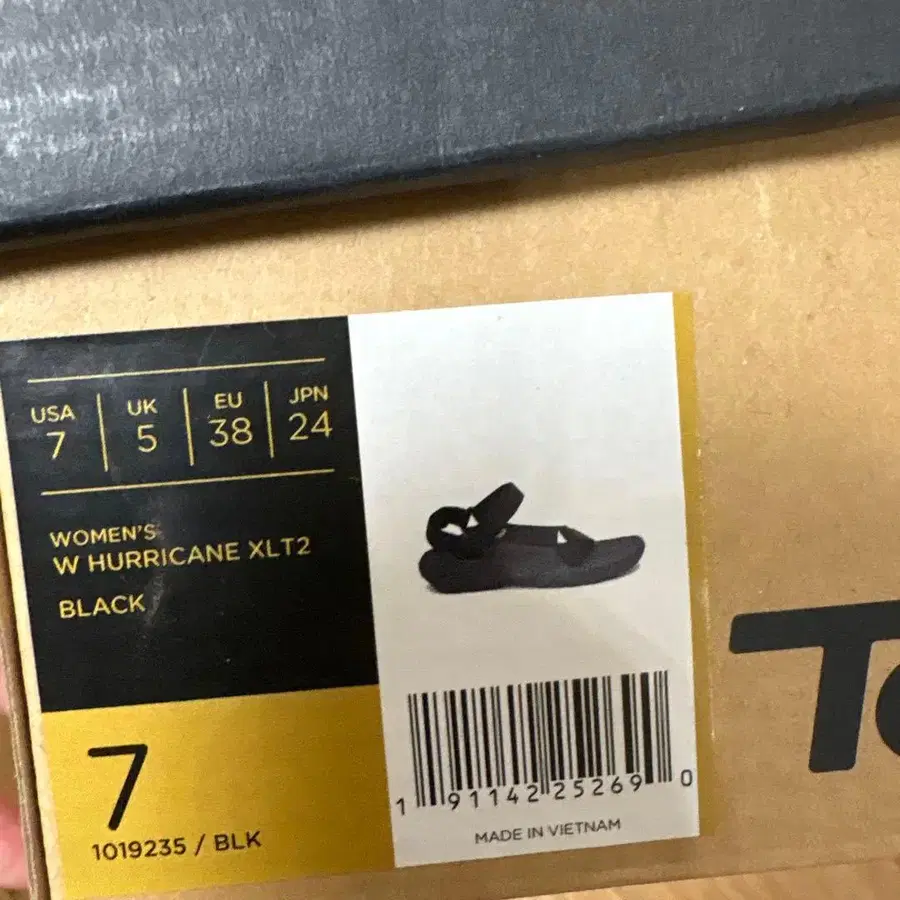 USA UK EU JPN
7 5 38 24
WOMEN'S
W HURRICANE XLT2
BLACK
7
1019235 / BLK
1 91142 25269 0
MADE IN VIETNAM